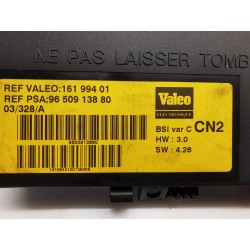 NE PAS LAISSER TOMB
REF VALEO:161 994 01
REF PSA:96 509 138 80
03/328/A
Valeo
BSI var C CN2
HW : 3.0
SW : 4.28